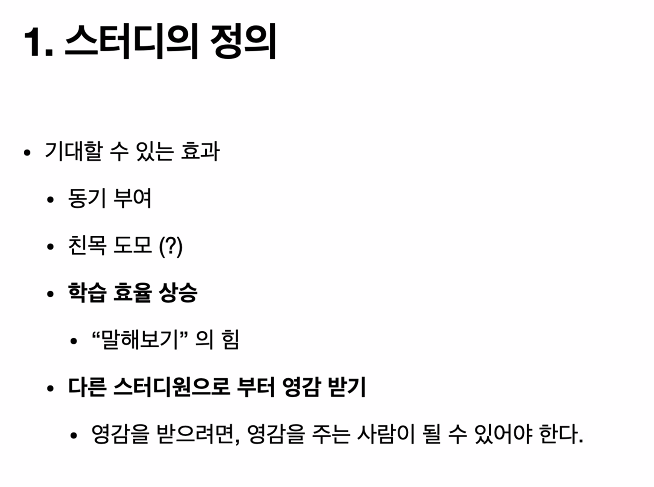 1. 스터디의 정의
• 기대할 수 있는 효과
• 동기 부여
• 친목 도모 (?)
• 학습 효율 상승
• “말해보기” 의 힘
• 다른 스터디원으로 부터 영감 받기
• 영감을 받으려면, 영감을 주는 사람이 될 수 있어야 한다.